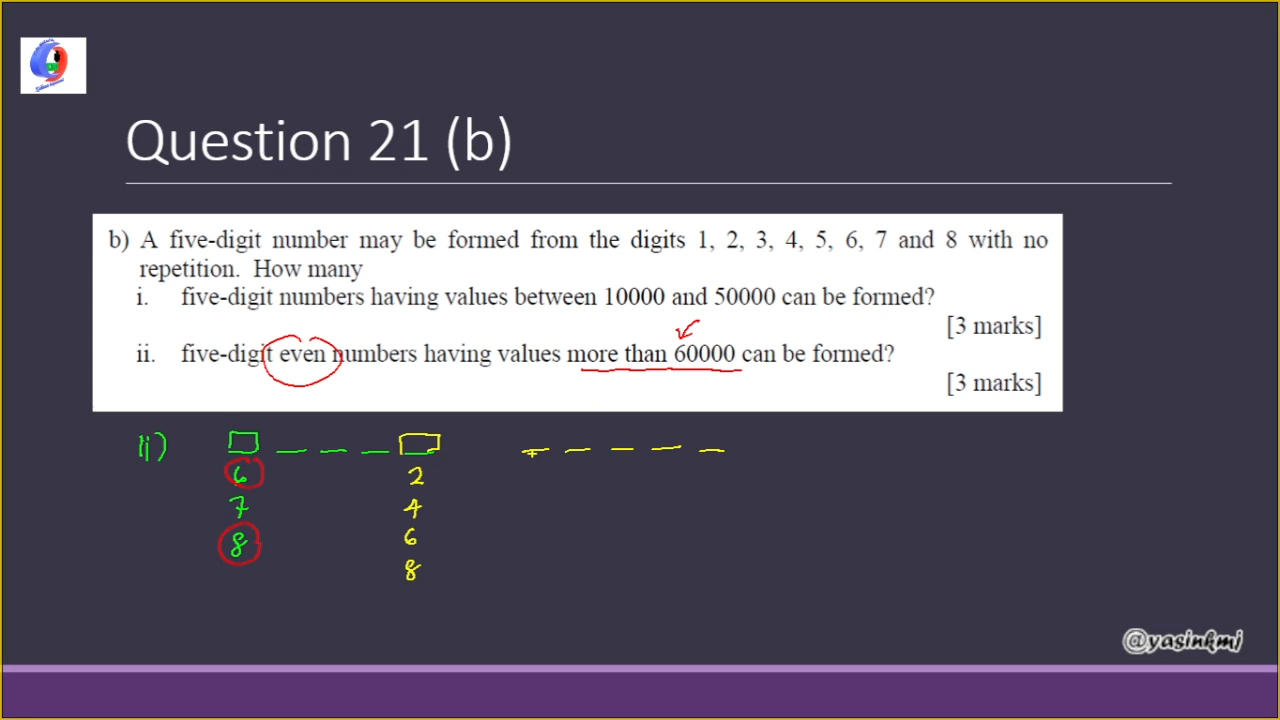 Question 21 (b)
b) A five-digit number may be formed from the digits 1, 2, 3, 4, 5, 6, 7 and 8 with no
repetition. How many
i. five-digit numbers having values between 10000 and 50000 can be formed?
[3 marks]
ii. five-digit even numbers having values more than 60000 can be formed?
[3 marks]
ii)
6 2
7 4
8 6
8
@yasinkmj